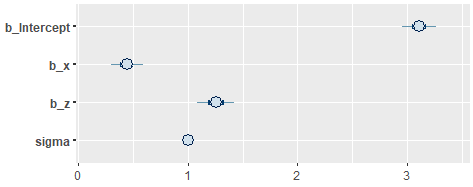 b_Intercept
b_x
b_z
sigma
0 1 2 3